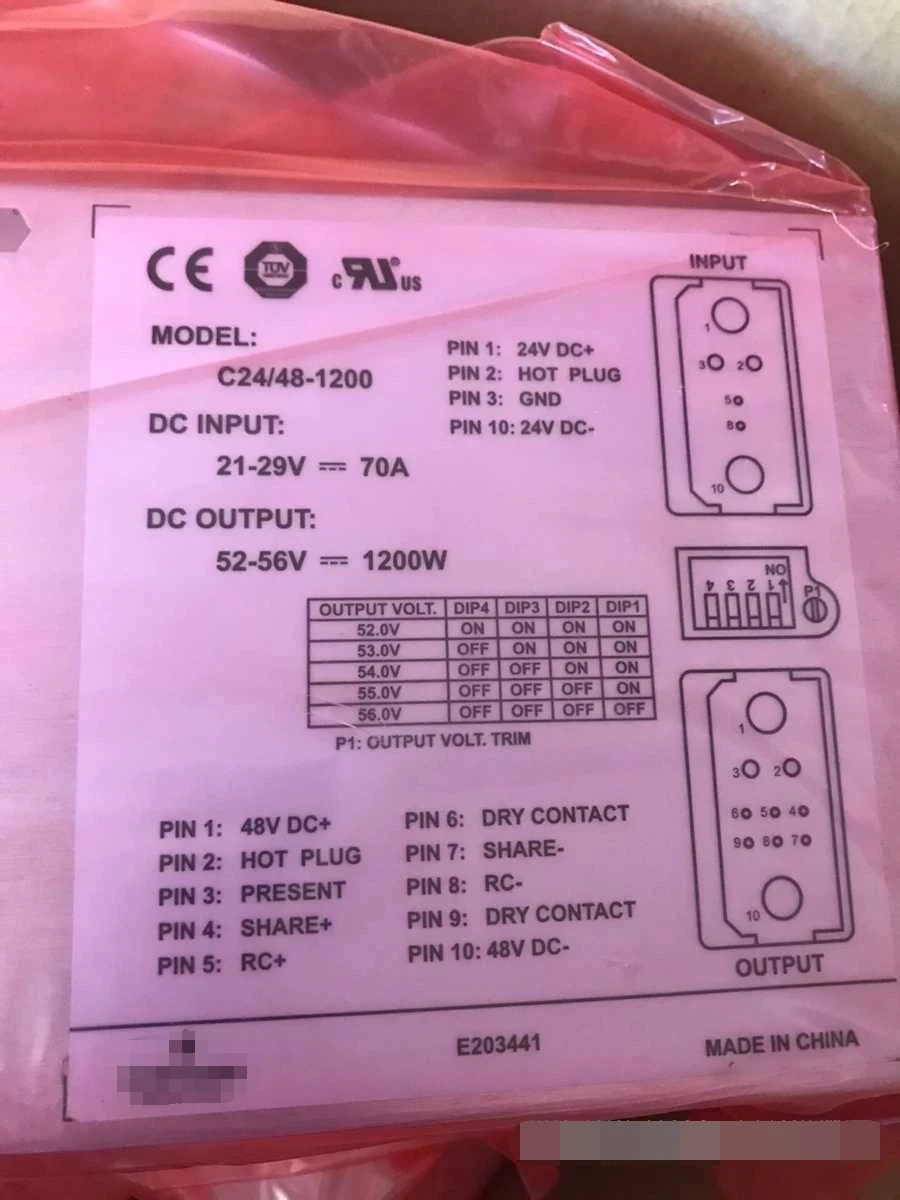 CE TÜV c RU US
MODEL:
C24/48-1200
DC INPUT:
21-29V ⎓ 70A
DC OUTPUT:
52-56V ⎓ 1200W
PIN 1: 24V DC+
PIN 2: HOT PLUG
PIN 3: GND
PIN 10: 24V DC-
INPUT
1
3 2
5
8
10
4 3 2 1 ON
P1
OUTPUT VOLT. DIP4 DIP3 DIP2 DIP1
52.0V ON ON ON ON
53.0V OFF ON ON ON
54.0V OFF OFF ON ON
55.0V OFF OFF OFF ON
56.0V OFF OFF OFF OFF
P1: OUTPUT VOLT. TRIM
PIN 1: 48V DC+
PIN 2: HOT PLUG
PIN 3: PRESENT
PIN 4: SHARE+
PIN 5: RC+
PIN 6: DRY CONTACT
PIN 7: SHARE-
PIN 8: RC-
PIN 9: DRY CONTACT
PIN 10: 48V DC-
1
3 2
6 5 4
9 8 7
10
OUTPUT
E203441
MADE IN CHINA